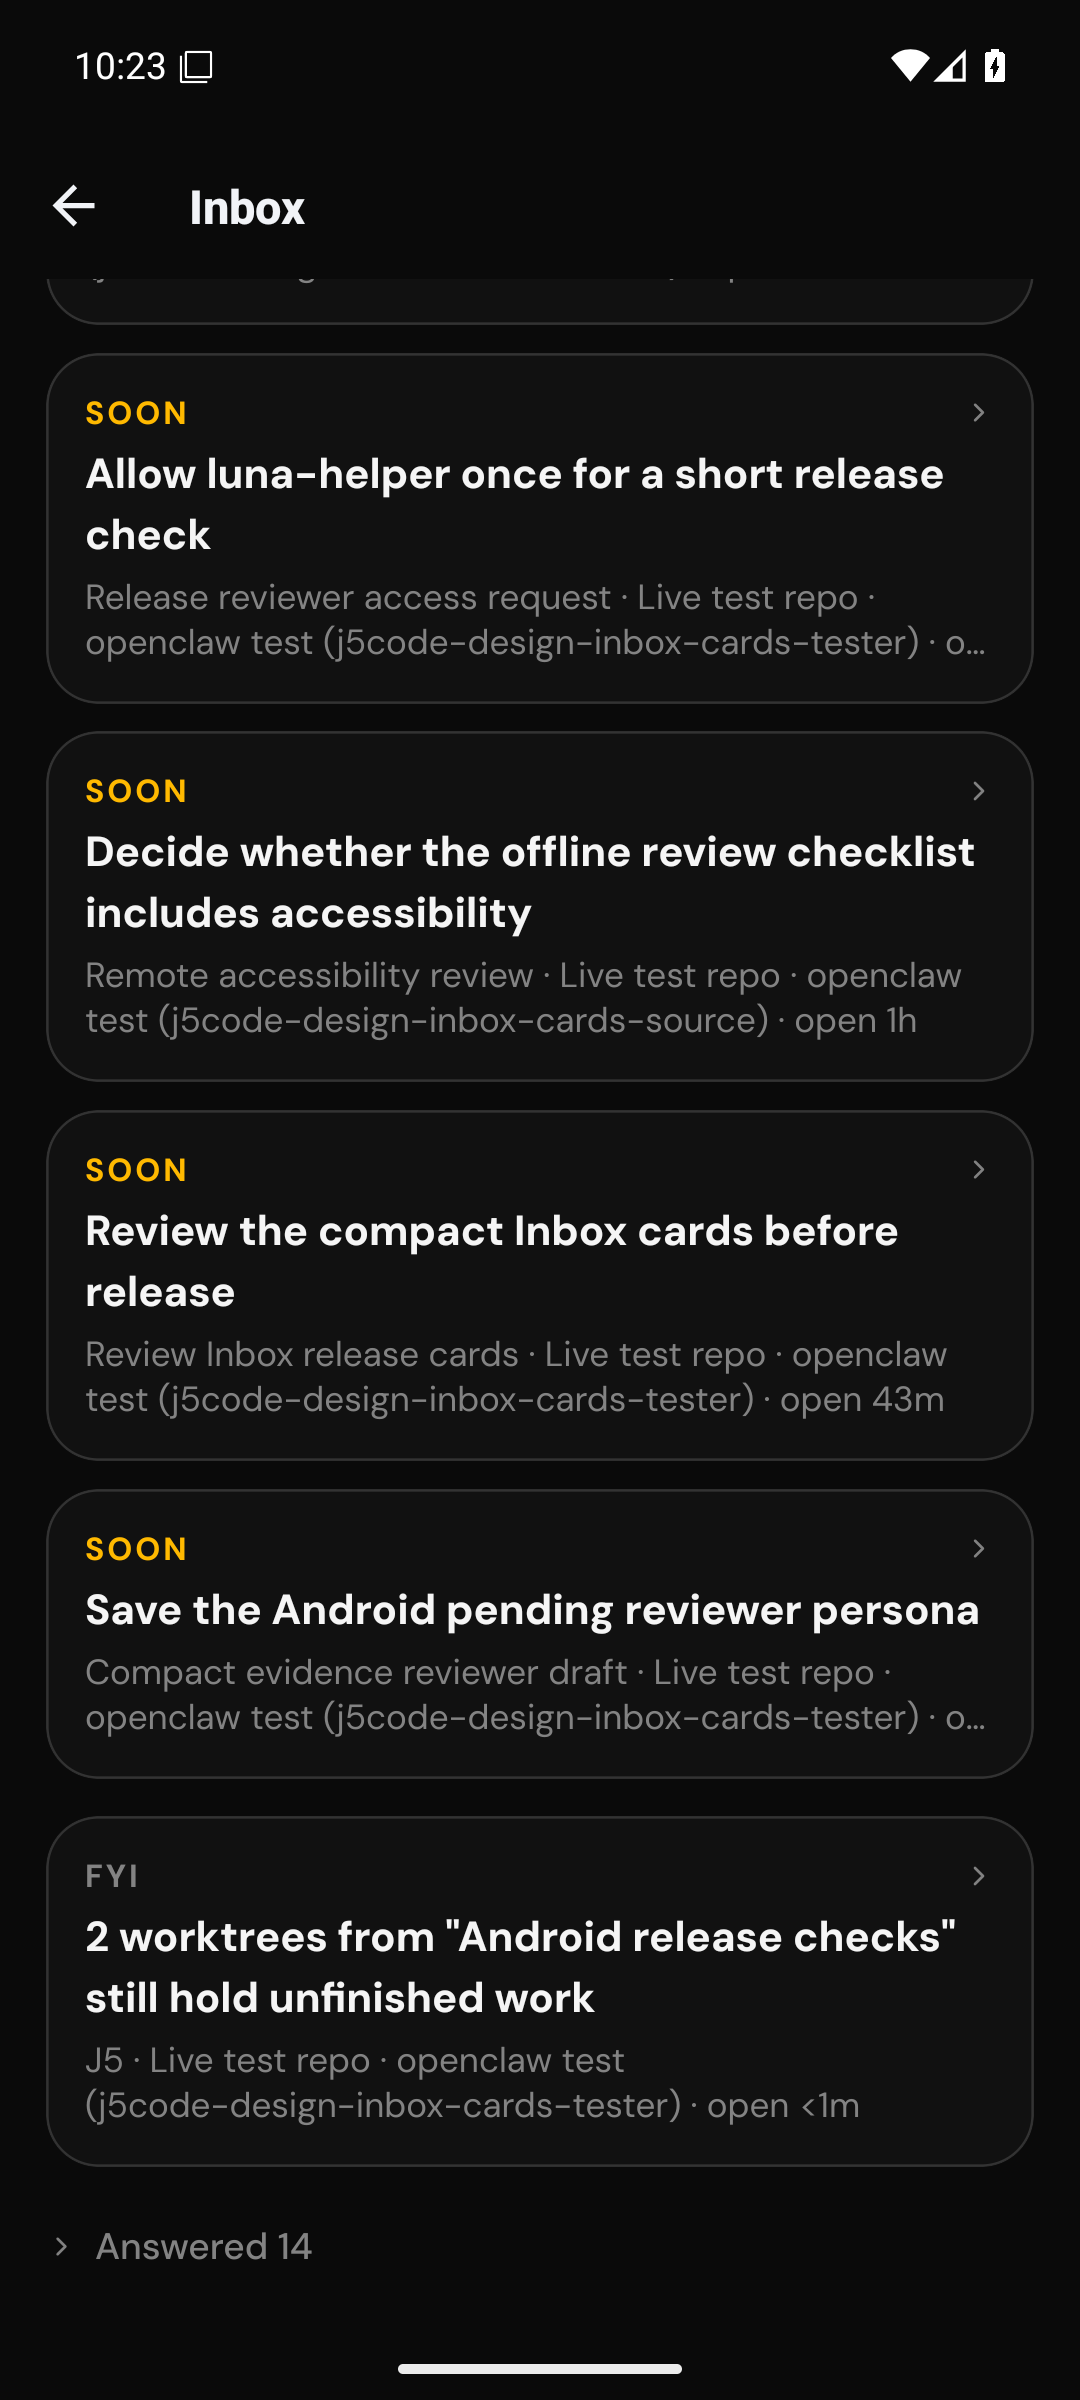 10:23
Inbox
SOON
Allow luna-helper once for a short release
check
Release reviewer access request · Live test repo ·
openclaw test (j5code-design-inbox-cards-tester) · o…
SOON
Decide whether the offline review checklist
includes accessibility
Remote accessibility review · Live test repo · openclaw
test (j5code-design-inbox-cards-source) · open 1h
SOON
Review the compact Inbox cards before
release
Review Inbox release cards · Live test repo · openclaw
test (j5code-design-inbox-cards-tester) · open 43m
SOON
Save the Android pending reviewer persona
Compact evidence reviewer draft · Live test repo ·
openclaw test (j5code-design-inbox-cards-tester) · o…
FYI
2 worktrees from "Android release checks"
still hold unfinished work
J5 · Live test repo · openclaw test
(j5code-design-inbox-cards-tester) · open <1m
Answered 14